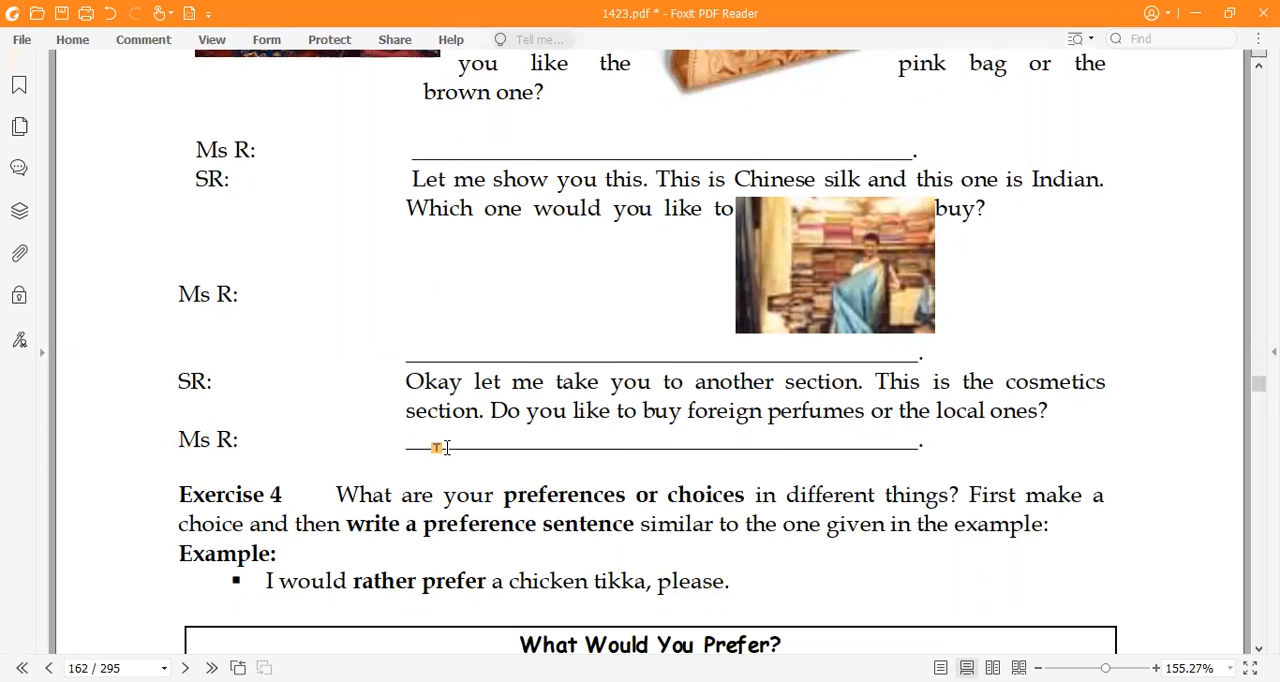 1423.pdf * - Foxit PDF Reader
File Home Comment View Form Protect Share Help Tell me... Find
you like the pink bag or the
brown one?
Ms R: ________________________________________.
SR: Let me show you this. This is Chinese silk and this one is Indian.
Which one would you like to buy?
Ms R:
________________________________________.
SR: Okay let me take you to another section. This is the cosmetics
section. Do you like to buy foreign perfumes or the local ones?
Ms R: ________________________________________.
Exercise 4 What are your preferences or choices in different things? First make a
choice and then write a preference sentence similar to the one given in the example:
Example:
▪ I would rather prefer a chicken tikka, please.
What Would You Prefer?
162 / 295 155.27%